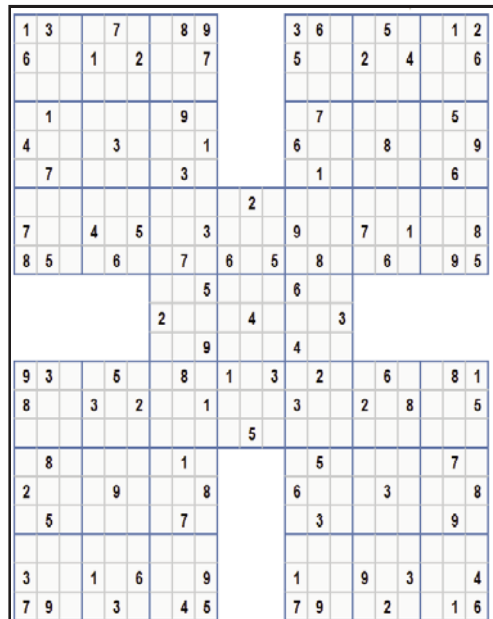 1 3 7 8 9 3 6 5 1 2
6 1 2 7 5 2 4 6
1 9 7 5
4 3 1 6 8 9
7 3 1 6
2
7 4 5 3 9 7 1 8
8 5 6 7 6 5 8 6 9 5
5 6
2 4 3
9 4
9 3 5 8 1 3 2 6 8 1
8 3 2 1 3 2 8 5
5
8 1 5 7
2 9 8 6 3 8
5 7 3 9
3 1 6 9 1 9 3 4
7 9 3 4 5 7 9 2 1 6